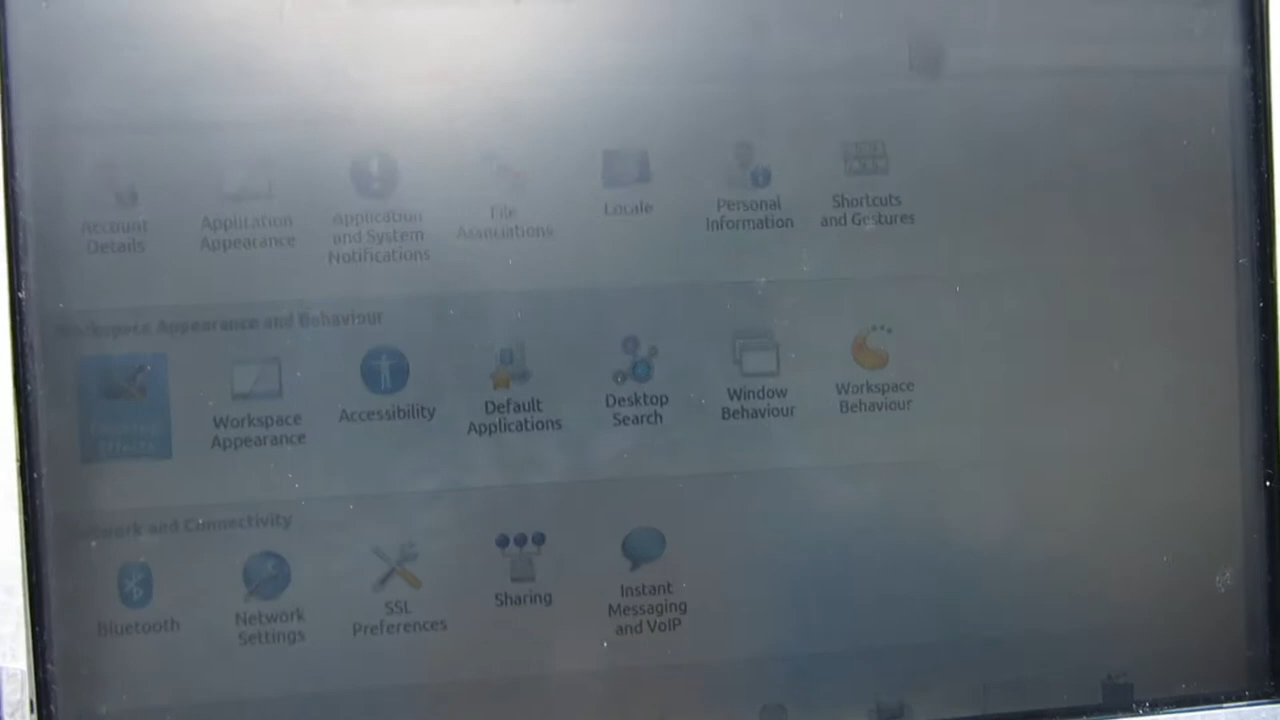 Account
Details
Application
Appearance
Application
and System
Notifications
File
Associations
Locale
Personal
Information
Shortcuts
and Gestures
Workspace Appearance and Behaviour
Desktop
Effects
Workspace
Appearance
Accessibility
Default
Applications
Desktop
Search
Window
Behaviour
Workspace
Behaviour
Network and Connectivity
Bluetooth
Network
Settings
SSL
Preferences
Sharing
Instant
Messaging
and VoIP